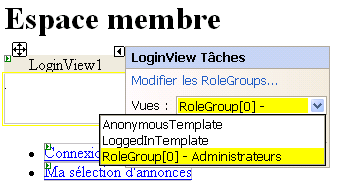 Espace membre
LoginView1
LoginView Tâches
Modifier les RoleGroups...
Vues : RoleGroup[0] -
AnonymousTemplate
LoggedInTemplate
RoleGroup[0] - Administrateurs
Connexio
Ma sélection d'annonces